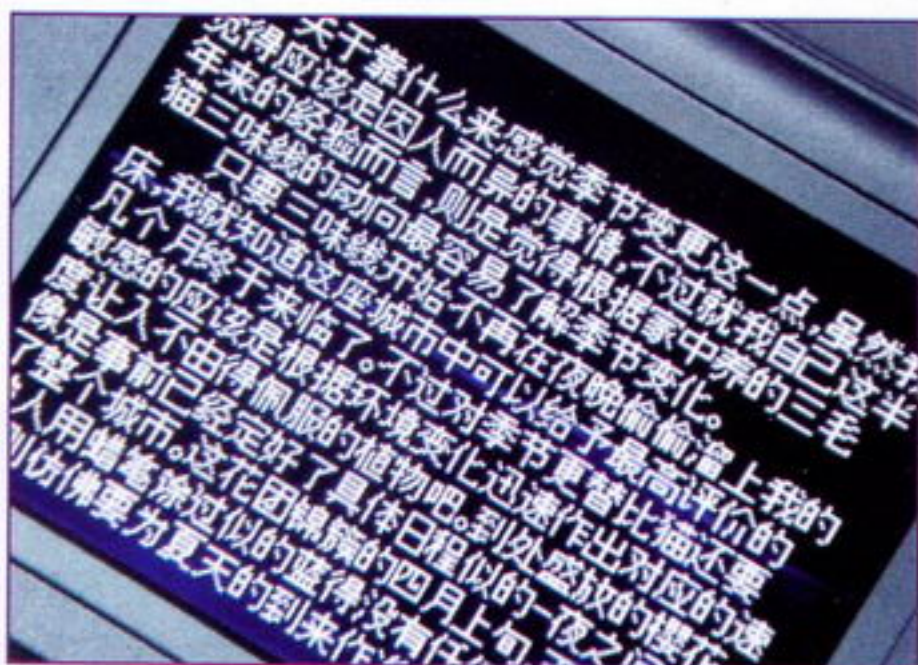 关于靠什么来感觉季节变更这一点,虽然我
觉得应该是因人而异的事情,不过就我自己这半
年来的经验而言,则是觉得根据家中养的三毛
猫三味线的动向最容易了解季节变化。
只要三味线开始不再在夜晚偷偷溜上我的
床,我就知道这座城市中可以给予最高评价的
几个月终于来临了。不过对季节更替比猫还要
敏感的应该是根据环境变化迅速作出对应的
度让人不由得佩服的植物吧。到处盛放的樱花
像是事前已经定好了具体日程似的一夜之
了整个城市。这花团锦簇的四月上旬
人用蜡笔涂过似的蓝得没有任
仿佛要为夏天的到来作